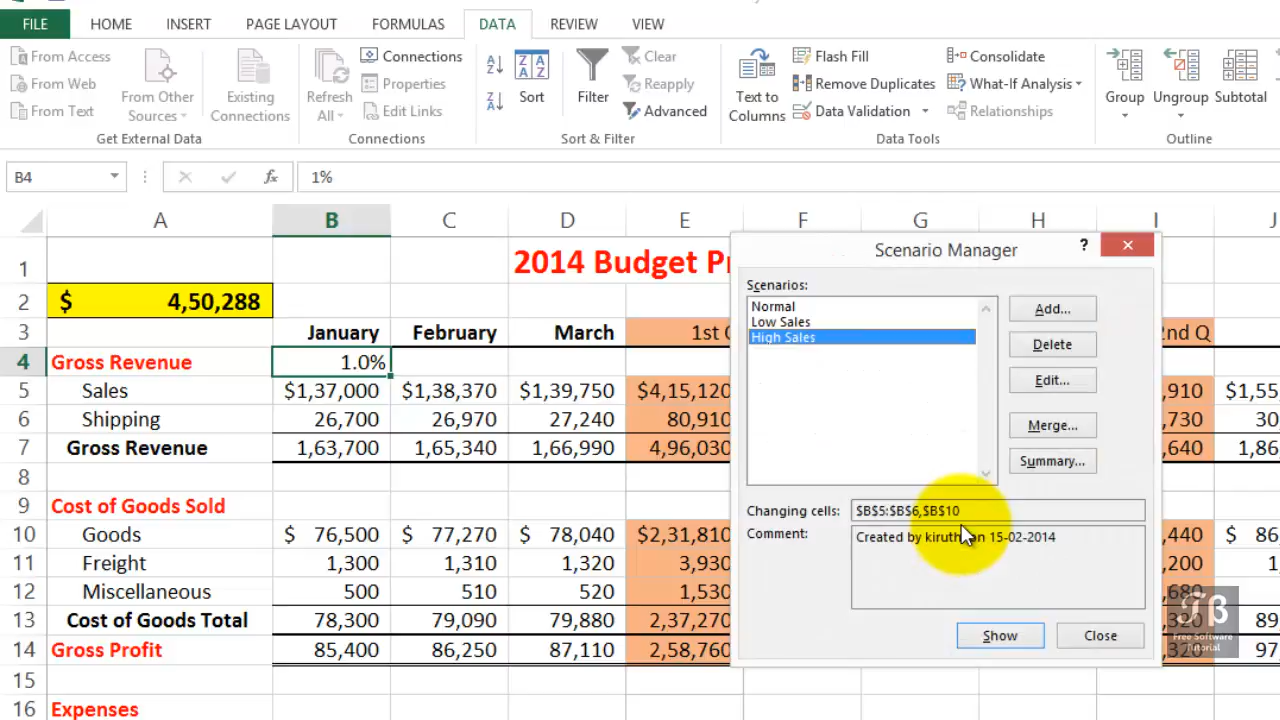 FILE HOME INSERT PAGE LAYOUT FORMULAS DATA REVIEW VIEW
From Access
From Web
From Text
From Other Sources
Get External Data
Existing Connections
Refresh All
Connections
Properties
Edit Links
Connections
Sort
Filter
Clear
Reapply
Advanced
Sort & Filter
Text to Columns
Flash Fill
Remove Duplicates
Data Validation
Consolidate
What-If Analysis
Relationships
Data Tools
Group
Ungroup
Subtotal
Outline
B4 fx 1%
A B C D E F G H I J
1 2014 Budget
2 $ 4,50,288
3 January February March 1st 2nd Q
4 Gross Revenue 1.0%
5 Sales $1,37,000 $1,38,370 $1,39,750 $4,15,120 ,910 $1,55
6 Shipping 26,700 26,970 27,240 80,910 ,730 30
7 Gross Revenue 1,63,700 1,65,340 1,66,990 4,96,030 ,640 1,86
8
9 Cost of Goods Sold
10 Goods $ 76,500 $ 77,270 $ 78,040 $2,31,810 ,440 $ 86
11 Freight 1,300 1,310 1,320 3,930 ,200 1,
12 Miscellaneous 500 510 520 1,530 ,680
13 Cost of Goods Total 78,300 79,090 79,880 2,37,270 ,320 89
14 Gross Profit 85,400 86,250 87,110 2,58,760 ,320 97
15
16 Expenses
Scenario Manager ?
Scenarios:
Normal
Low Sales
High Sales
Add...
Delete
Edit...
Merge...
Summary...
Changing cells: $B$5:$B$6,$B$10
Comment: Created by on 15-02-2014
Show Close
TB
Free Software
Tutorial